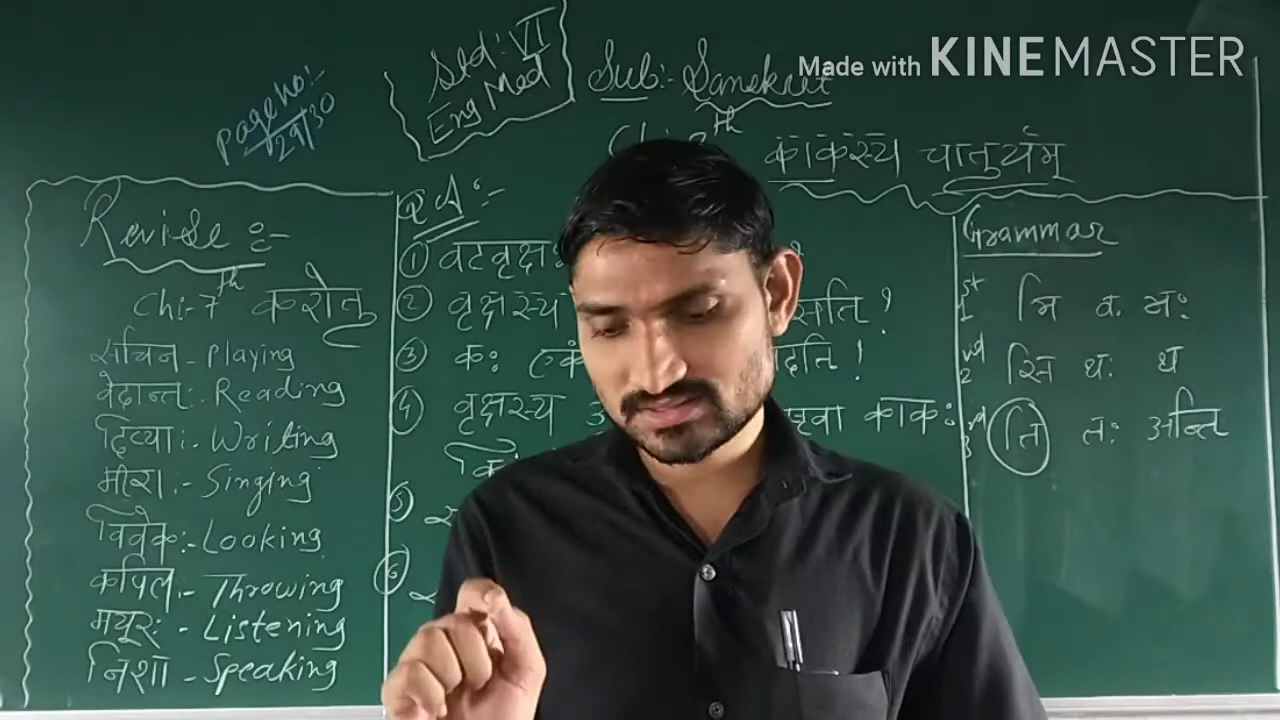 Made with KINEMASTER
Std:- VI
Eng Med
Sub:- Sanskrit
Page no:-
29/30
काकस्य चातुर्यम्
Revise :-
Ch:-7th करोतु
सचिन - Playing
वेदान्त:- Reading
दिव्या:- Writing
मीरा.- Singing
विवेक:- Looking
कपिल.- Throwing
मयूर: - Listening
निशा - Speaking
Q A :-
① वटवृक्षः ?
② वृक्षस्य सति ?
③ कः दति !
④ वृक्षस्य काकः
किं
⑤
⑥
Grammar
1st मि व. मः
2nd सि थः थ
3rd ति तः अन्ति